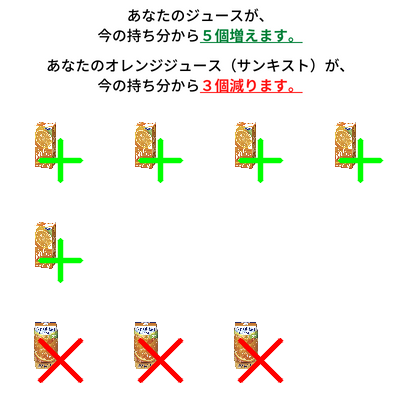 あなたのジュースが、
今の持ち分から５個増えます。
あなたのオレンジジュース（サンキスト）が、
今の持ち分から３個減ります。